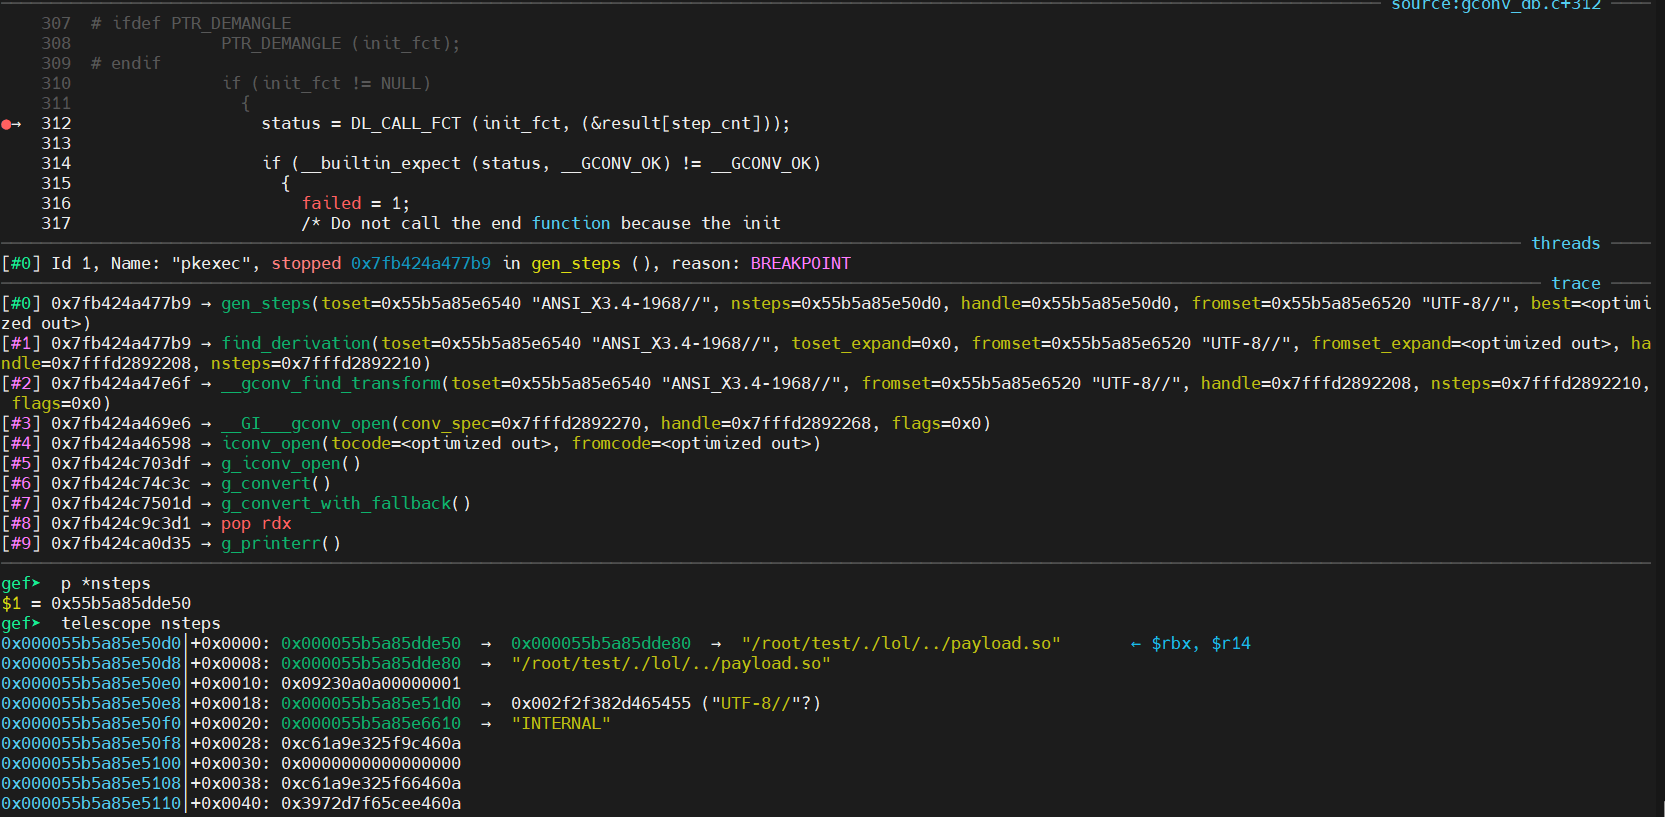 source:gconv_db.c+312
307 # ifdef PTR_DEMANGLE
308 PTR_DEMANGLE (init_fct);
309 # endif
310 if (init_fct != NULL)
311 {
●→ 312 status = DL_CALL_FCT (init_fct, (&result[step_cnt]));
313
314 if (__builtin_expect (status, __GCONV_OK) != __GCONV_OK)
315 {
316 failed = 1;
317 /* Do not call the end function because the init
threads
[#0] Id 1, Name: "pkexec", stopped 0x7fb424a477b9 in gen_steps (), reason: BREAKPOINT
trace
[#0] 0x7fb424a477b9 → gen_steps(toset=0x55b5a85e6540 "ANSI_X3.4-1968//", nsteps=0x55b5a85e50d0, handle=0x55b5a85e50d0, fromset=0x55b5a85e6520 "UTF-8//", best=<optimi
zed out>)
[#1] 0x7fb424a477b9 → find_derivation(toset=0x55b5a85e6540 "ANSI_X3.4-1968//", toset_expand=0x0, fromset=0x55b5a85e6520 "UTF-8//", fromset_expand=<optimized out>, ha
ndle=0x7fffd2892208, nsteps=0x7fffd2892210)
[#2] 0x7fb424a47e6f → __gconv_find_transform(toset=0x55b5a85e6540 "ANSI_X3.4-1968//", fromset=0x55b5a85e6520 "UTF-8//", handle=0x7fffd2892208, nsteps=0x7fffd2892210,
flags=0x0)
[#3] 0x7fb424a469e6 → __GI___gconv_open(conv_spec=0x7fffd2892270, handle=0x7fffd2892268, flags=0x0)
[#4] 0x7fb424a46598 → iconv_open(tocode=<optimized out>, fromcode=<optimized out>)
[#5] 0x7fb424c703df → g_iconv_open()
[#6] 0x7fb424c74c3c → g_convert()
[#7] 0x7fb424c7501d → g_convert_with_fallback()
[#8] 0x7fb424c9c3d1 → pop rdx
[#9] 0x7fb424ca0d35 → g_printerr()
gef➤ p *nsteps
$1 = 0x55b5a85dde50
gef➤ telescope nsteps
0x000055b5a85e50d0│+0x0000: 0x000055b5a85dde50 → 0x000055b5a85dde80 → "/root/test/./lol/../payload.so" ← $rbx, $r14
0x000055b5a85e50d8│+0x0008: 0x000055b5a85dde80 → "/root/test/./lol/../payload.so"
0x000055b5a85e50e0│+0x0010: 0x09230a0a00000001
0x000055b5a85e50e8│+0x0018: 0x000055b5a85e51d0 → 0x002f2f382d465455 ("UTF-8//"?)
0x000055b5a85e50f0│+0x0020: 0x000055b5a85e6610 → "INTERNAL"
0x000055b5a85e50f8│+0x0028: 0xc61a9e325f9c460a
0x000055b5a85e5100│+0x0030: 0x0000000000000000
0x000055b5a85e5108│+0x0038: 0xc61a9e325f66460a
0x000055b5a85e5110│+0x0040: 0x3972d7f65cee460a